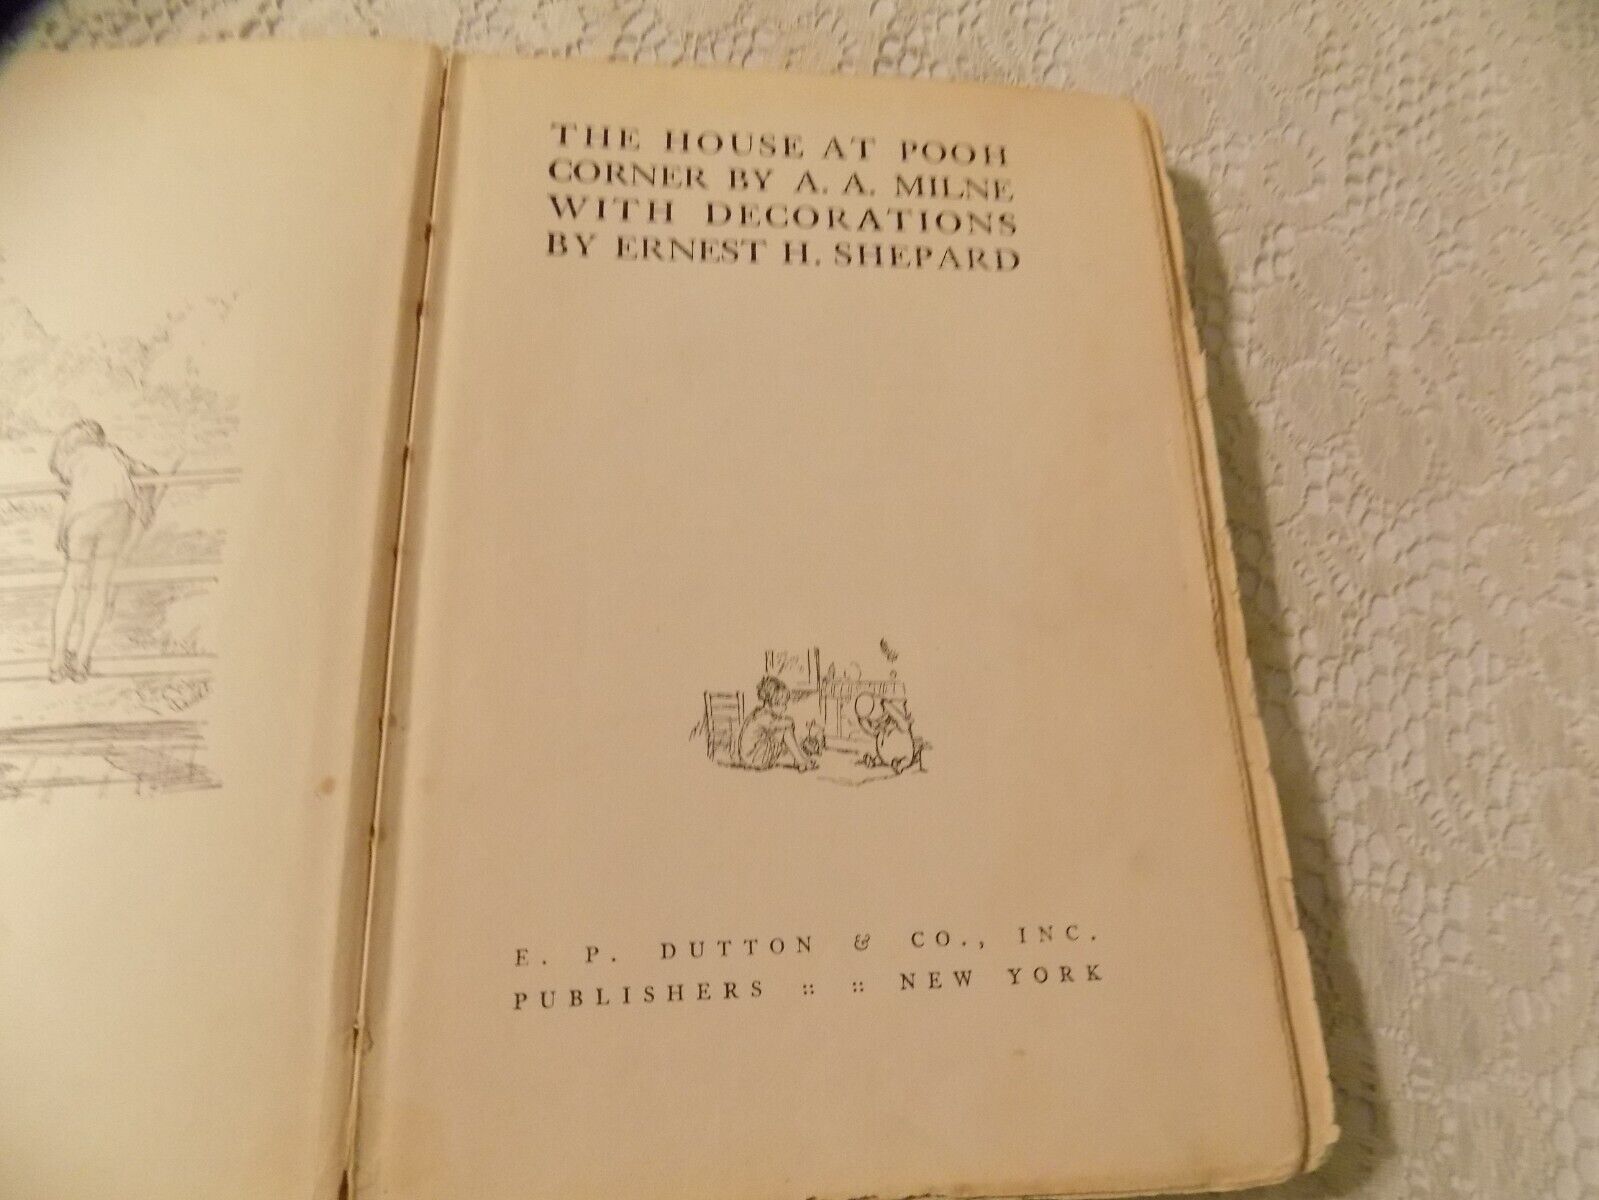 THE HOUSE AT POOH
CORNER BY A. A. MILNE
WITH DECORATIONS
BY ERNEST H. SHEPARD
E. P. DUTTON & CO., INC.
PUBLISHERS :: :: NEW YORK